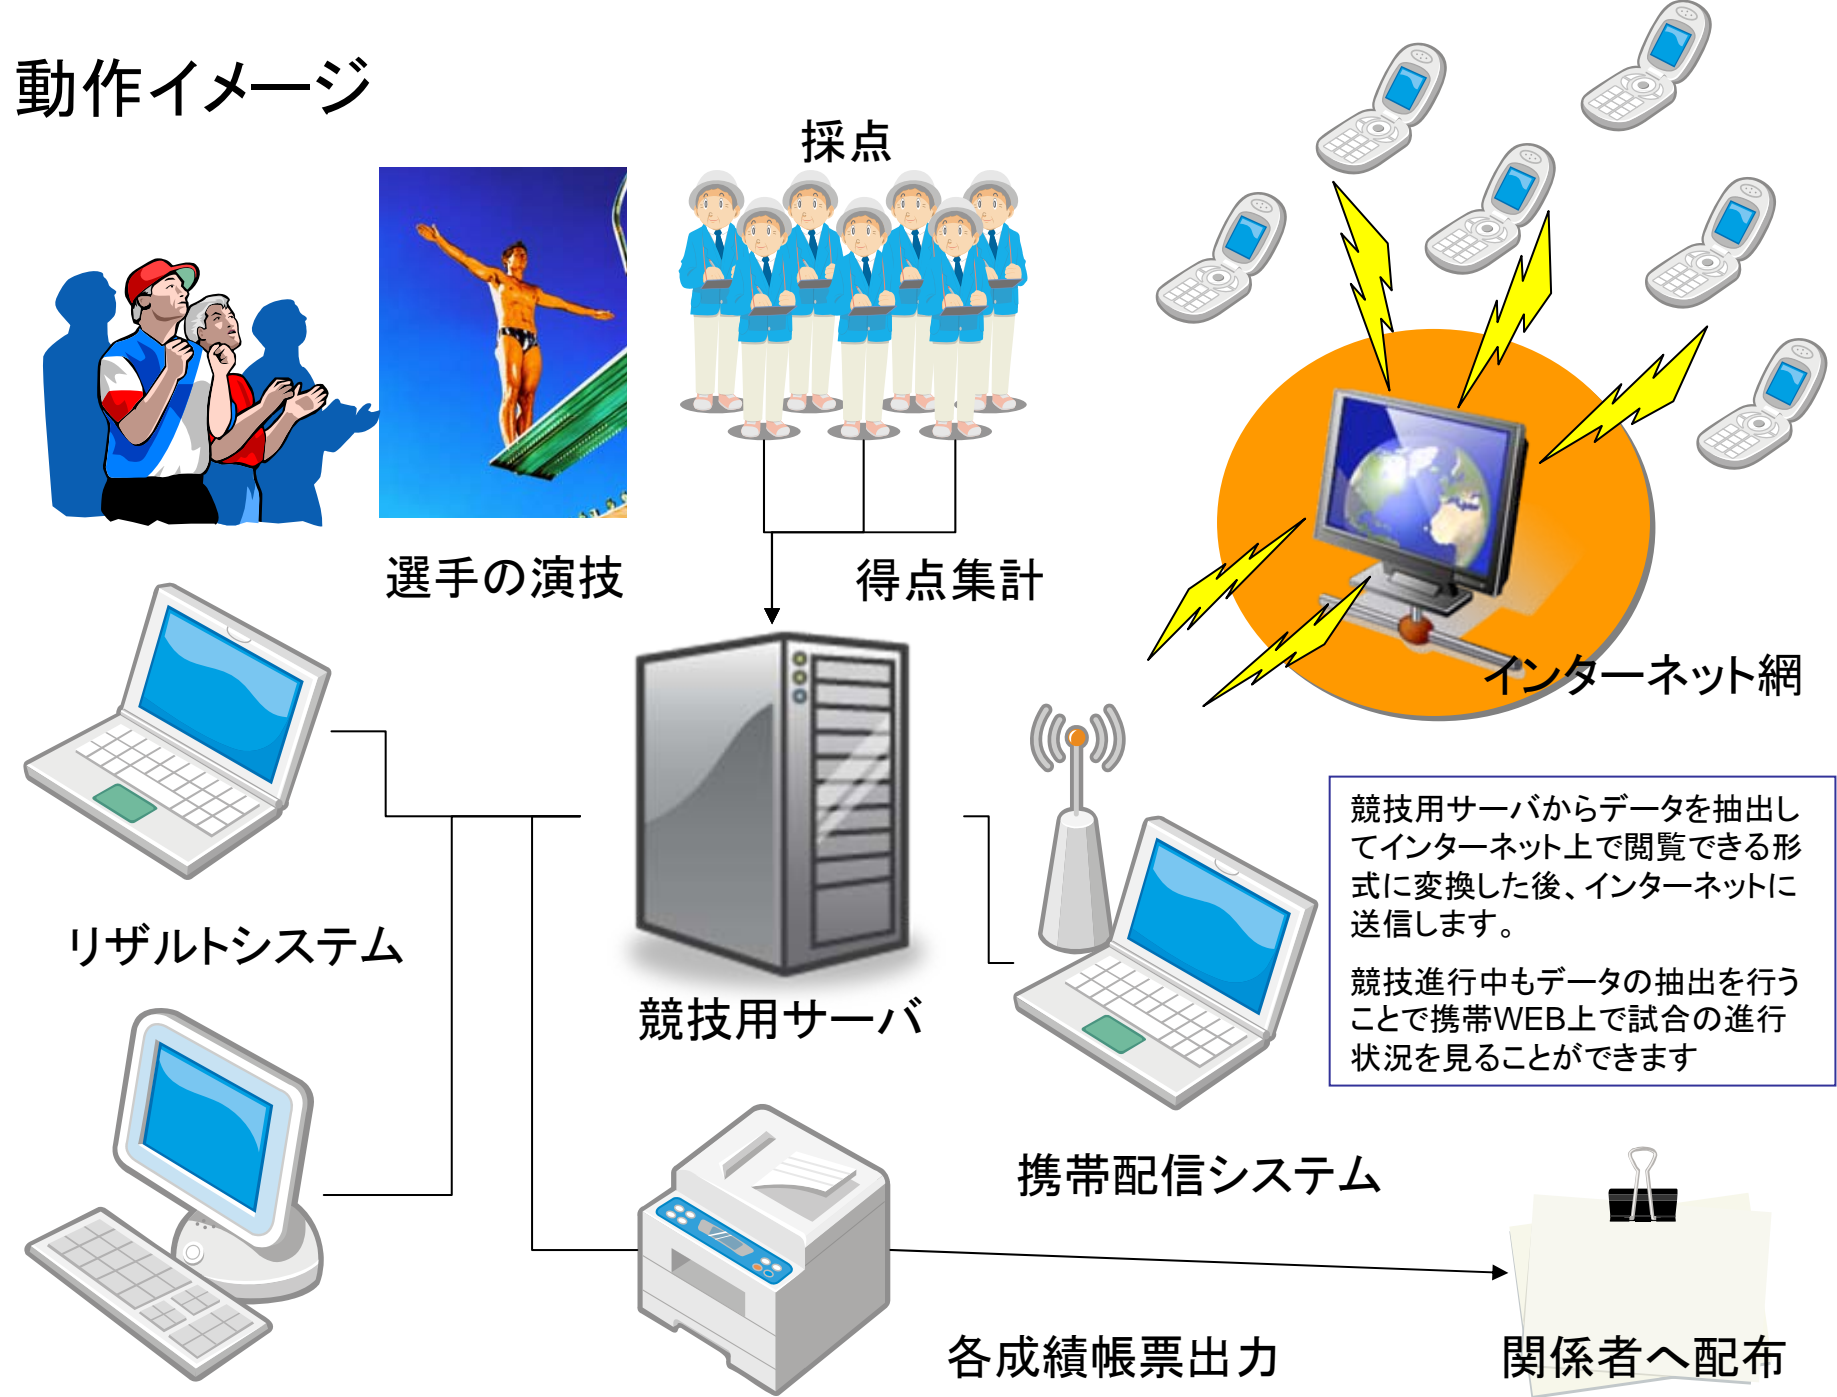 動作イメージ
採点
選手の演技
得点集計
インターネット網
競技用サーバからデータを抽出し
てインターネット上で閲覧できる形
式に変換した後、インターネットに
送信します。
競技進行中もデータの抽出を行う
ことで携帯WEB上で試合の進行
状況を見ることができます
リザルトシステム
競技用サーバ
携帯配信システム
各成績帳票出力
関係者へ配布